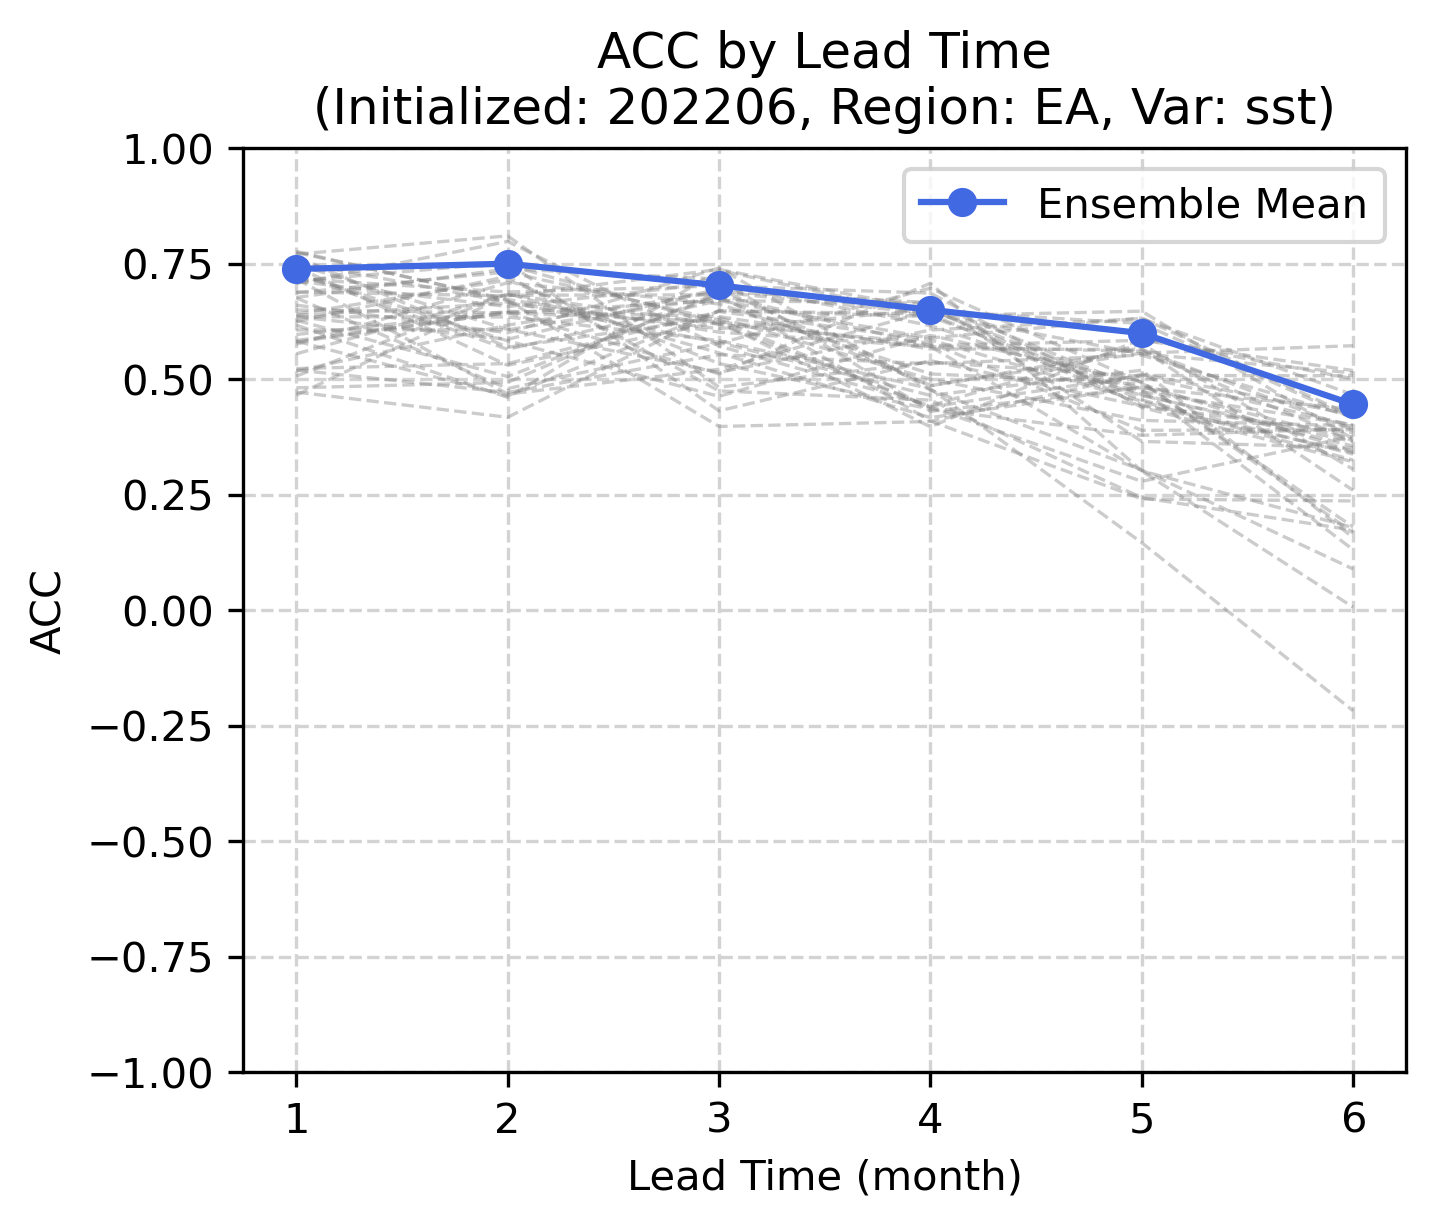 ACC by Lead Time
(Initialized: 202206, Region: EA, Var: sst)
Ensemble Mean
1.00
0.75
0.50
0.25
0.00
−0.25
−0.50
−0.75
−1.00
ACC
1 2 3 4 5 6
Lead Time (month)